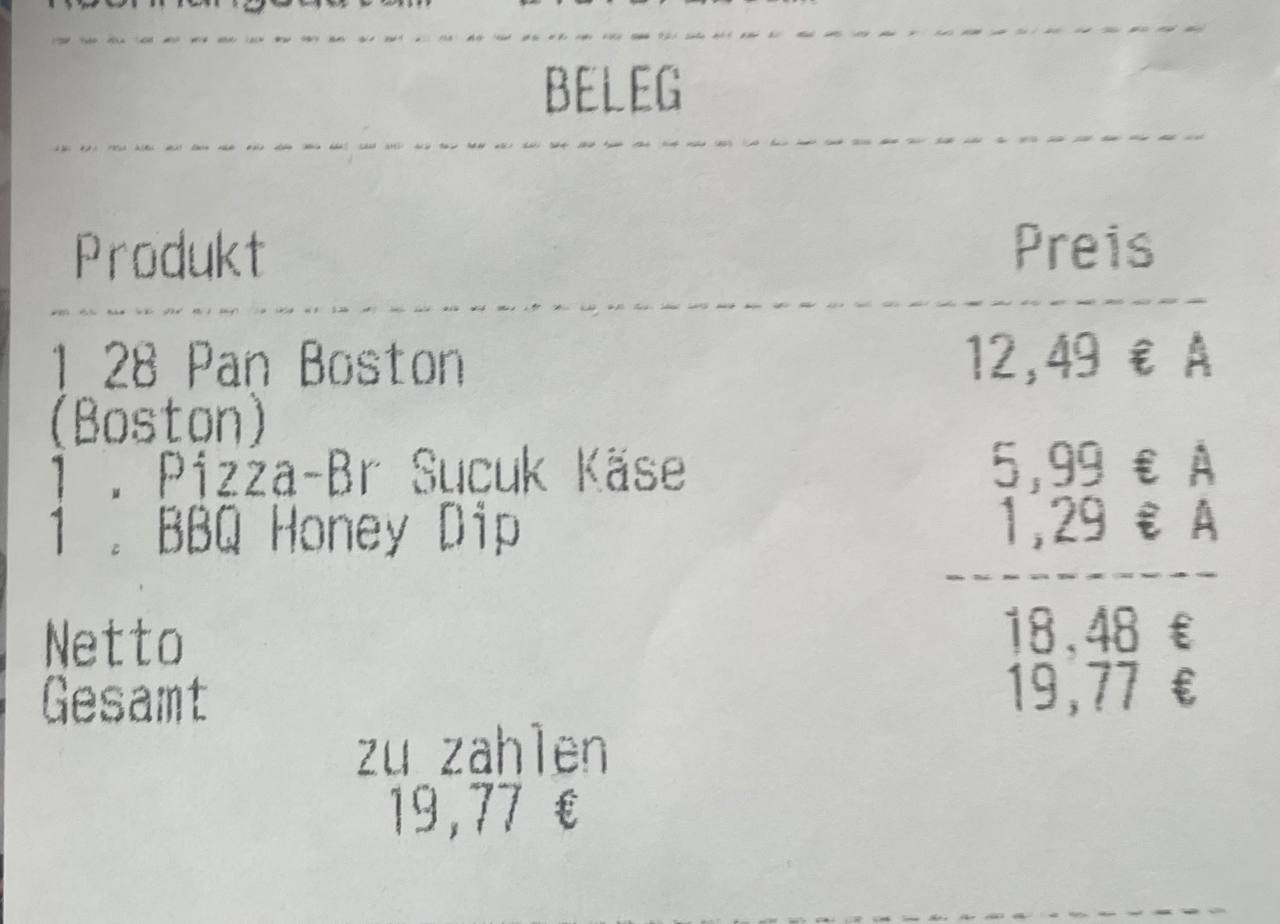 BELEG
Produkt Preis
1 28 Pan Boston 12,49 € A
(Boston)
1 . Pizza-Br Sucuk Käse 5,99 € A
1 . BBQ Honey Dip 1,29 € A
Netto 18,48 €
Gesamt 19,77 €
zu zahlen
19,77 €